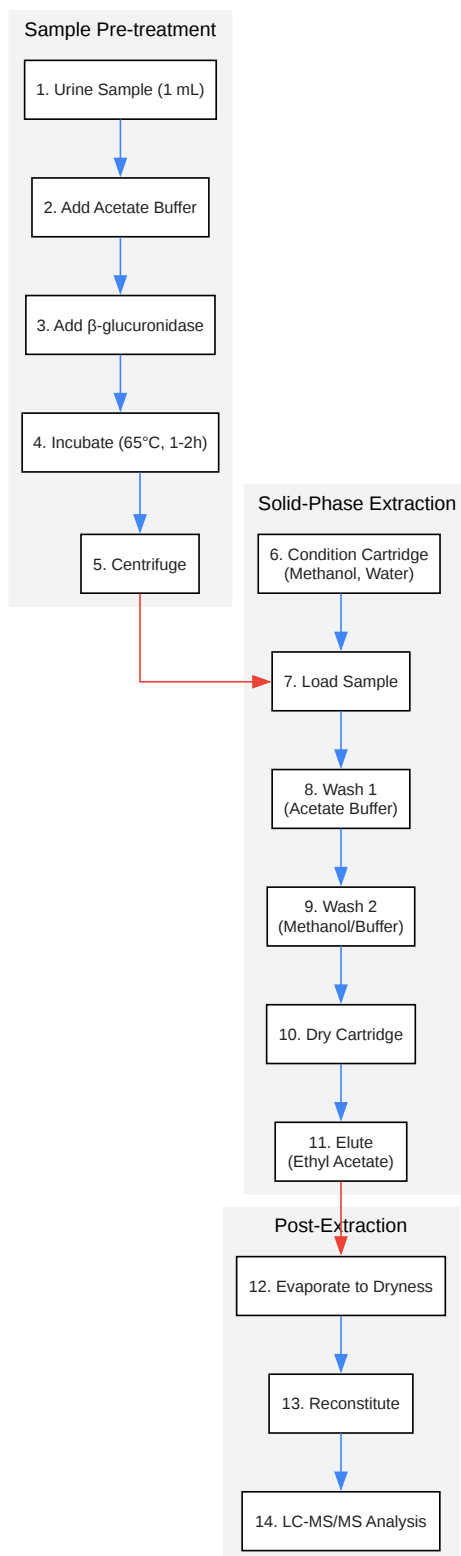 Sample Pre-treatment
1. Urine Sample (1 mL)
2. Add Acetate Buffer
3. Add β-glucuronidase
4. Incubate (65°C, 1-2h)
5. Centrifuge
Solid-Phase Extraction
6. Condition Cartridge
(Methanol, Water)
7. Load Sample
8. Wash 1
(Acetate Buffer)
9. Wash 2
(Methanol/Buffer)
10. Dry Cartridge
11. Elute
(Ethyl Acetate)
Post-Extraction
12. Evaporate to Dryness
13. Reconstitute
14. LC-MS/MS Analysis